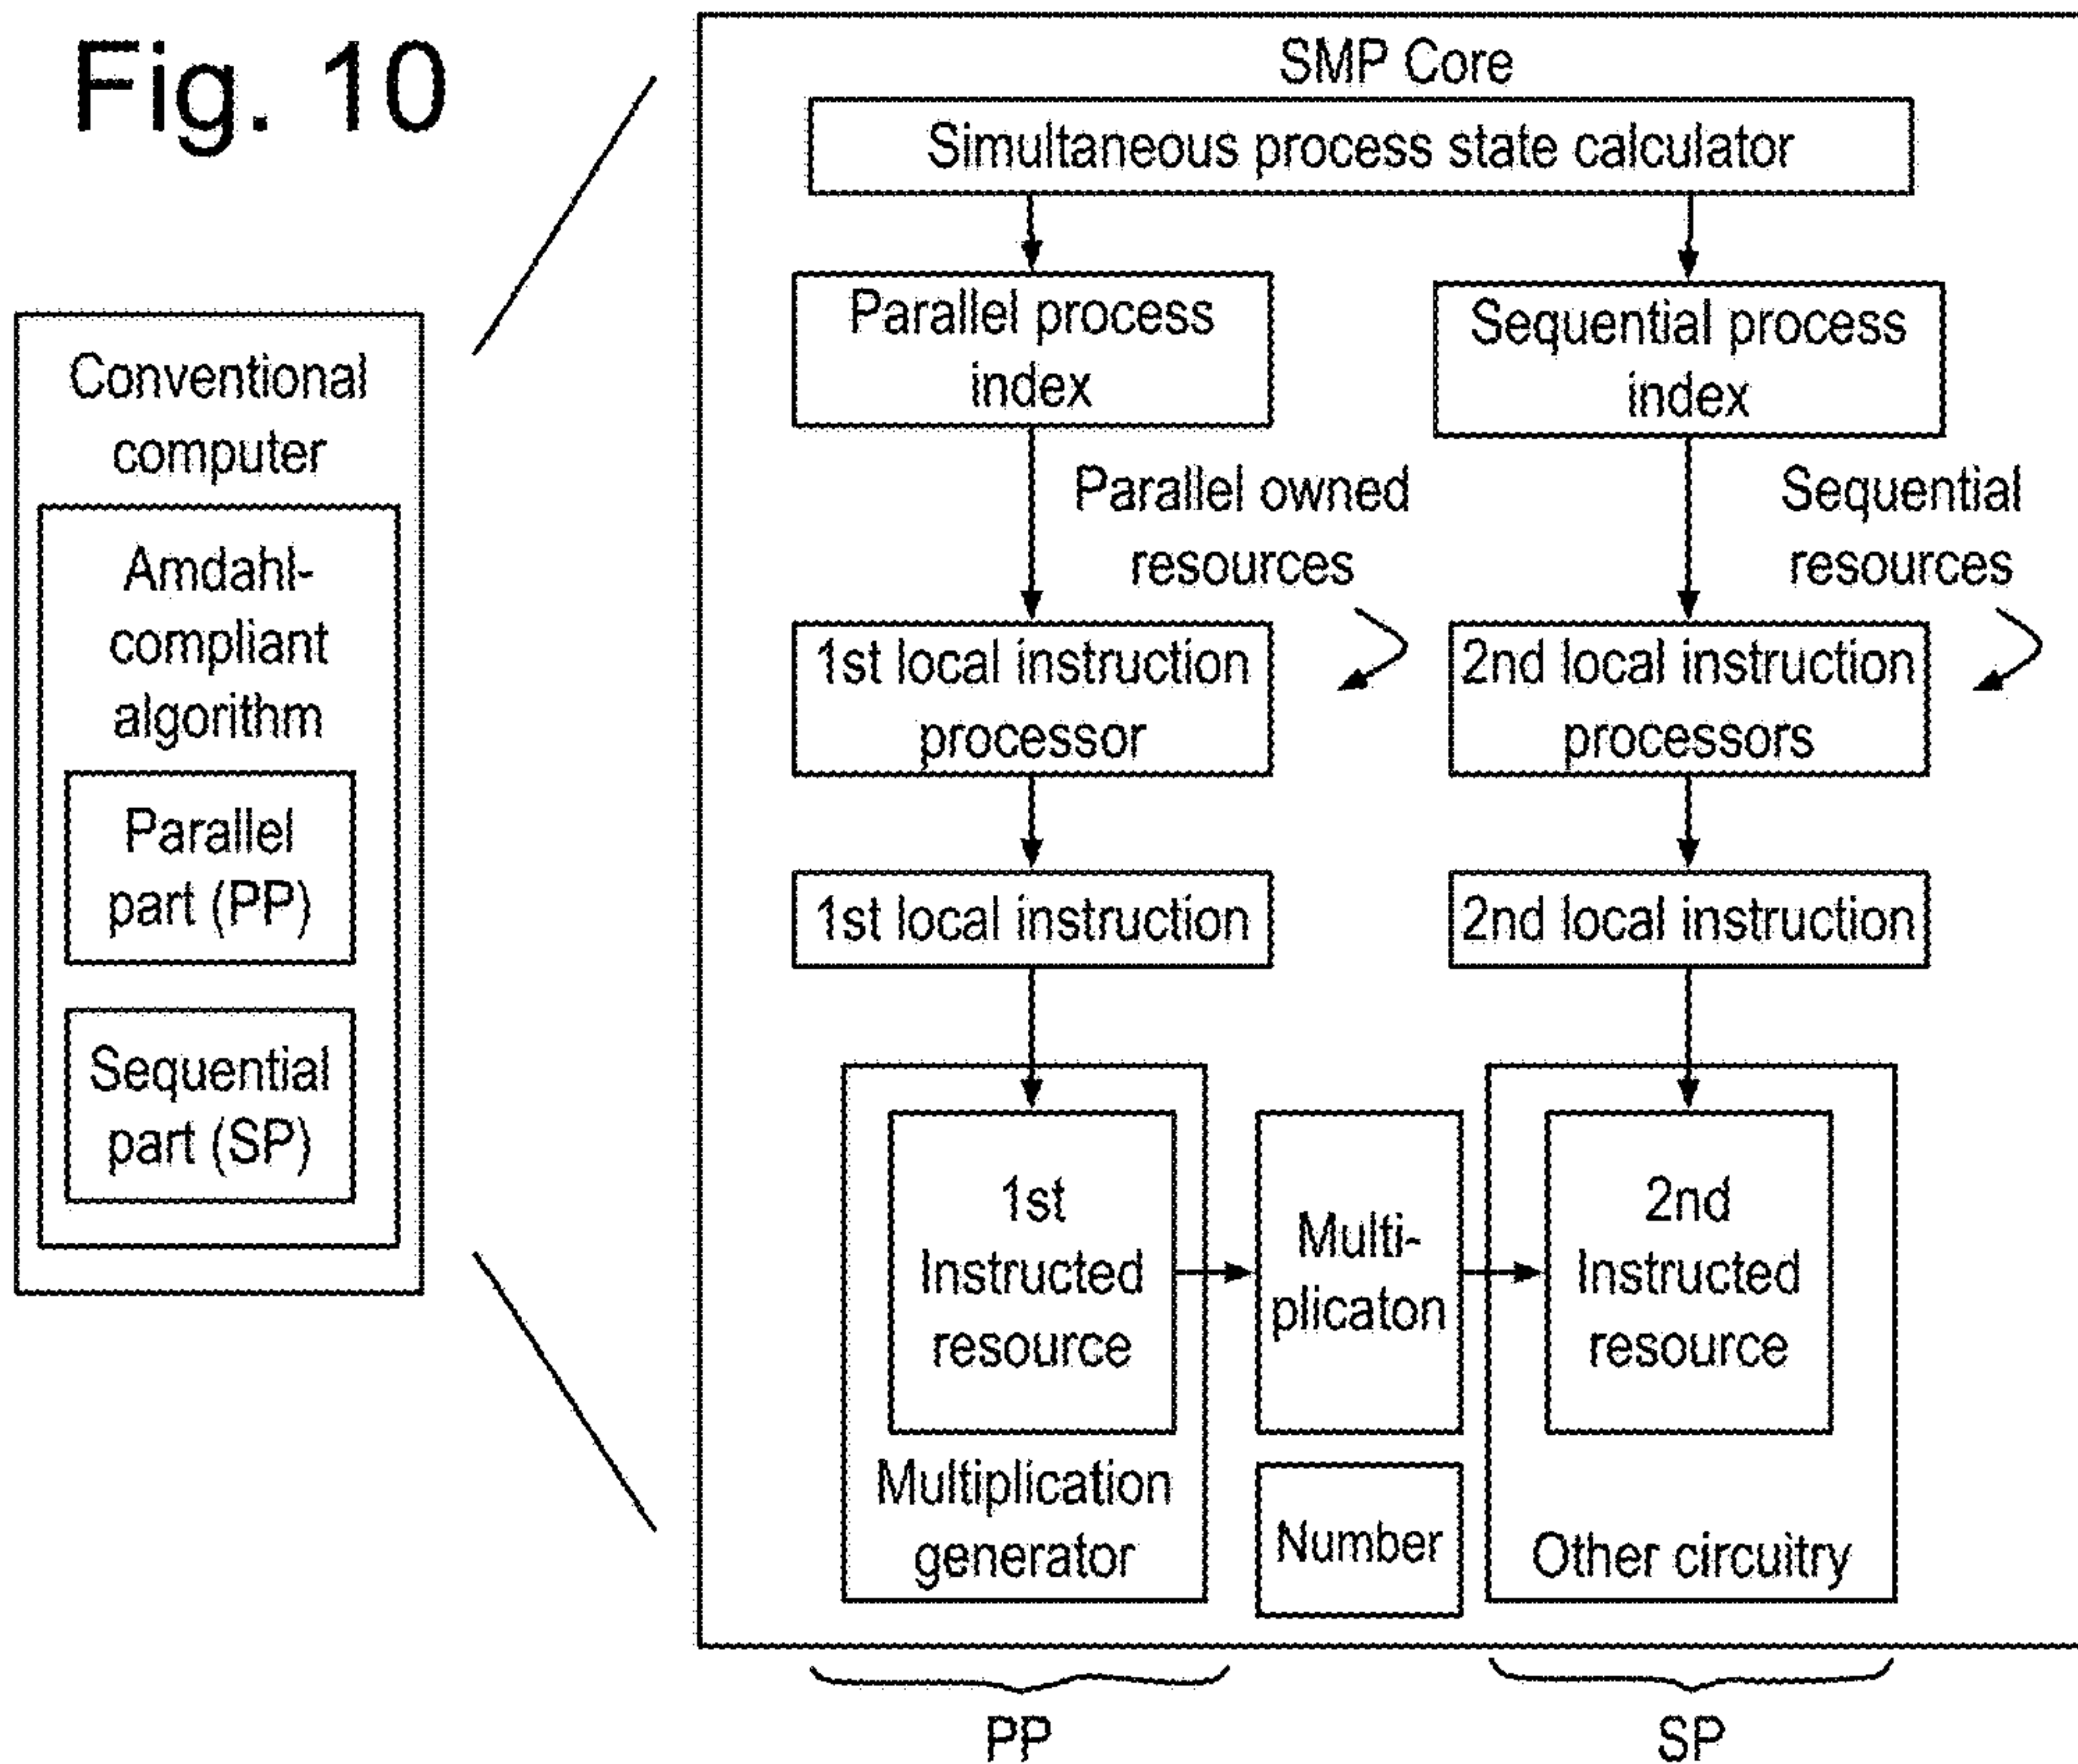 Fig. 10
Conventional
computer
Amdahl-
compliant
algorithm
Parallel
part (PP)
Sequential
part (SP)
SMP Core
Simultaneous process state calculator
Parallel process
index
Sequential process
index
Parallel owned
resources
Sequential
resources
1st local instruction
processor
2nd local instruction
processors
1st local instruction
2nd local instruction
1st
Instructed
resource
Multiplication
generator
Multi-
plicaton
Number
2nd
Instructed
resource
Other circuitry
PP
SP